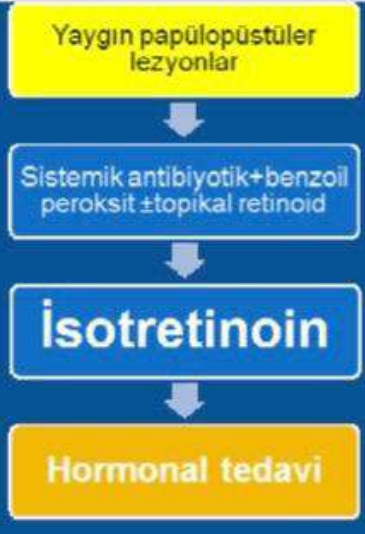 Yaygın papülopüstüler
lezyonlar
Sistemik antibiyotik+benzoil
peroksit ±topikal retinoid
İsotretinoin
Hormonal tedavi